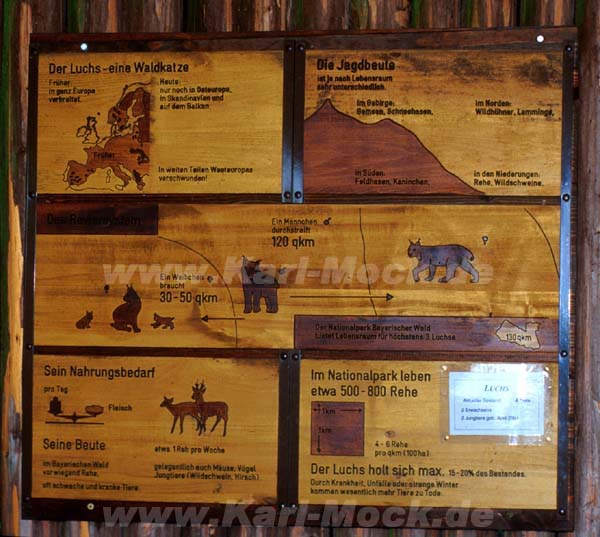 Der Luchs - eine Waldkatze
Früher:
in ganz Europa
verbreitet.
Heute:
nur noch in Osteuropa,
in Skandinavien und
auf dem Balkan.
Früher
In weiten Teilen Westeuropas
verschwunden!
Die Jagdbeute
ist je nach Lebensraum
sehr unterschiedlich.
im Gebirge:
Gemsen, Schneehasen,
im Norden:
Wildhühner, Lemminge,
im Süden:
Feldhasen, Kaninchen,
in den Niederungen:
Rehe, Wildschweine.
Das Reviersystem
Ein Männchen
durchstreift
120 qkm
Ein Weibchen
braucht
30-50 qkm
Der Nationalpark Bayerischer Wald
bietet Lebensraum für höchstens 3 Luchse.
130 qkm
www.Karl-Mock.de
Sein Nahrungsbedarf
pro Tag
Fleisch
Seine Beute
etwa 1 Reh pro Woche
im Bayerischen Wald
vorwiegend Rehe,
oft schwache und kranke Tiere
gelegentlich auch Mäuse, Vögel
Jungtiere (Wildschwein, Hirsch).
Im Nationalpark leben
etwa 500-800 Rehe
1km
1km
4 - 6 Rehe
pro qkm (100ha)
LUCHS
Aktueller Bestand:
2 Erwachsene
Der Luchs holt sich max. 15-20% des Bestandes.
Durch Krankheit, Unfälle oder strenge Winter
kommen wesentlich mehr Tiere zu Tode.
www.Karl-Mock.de